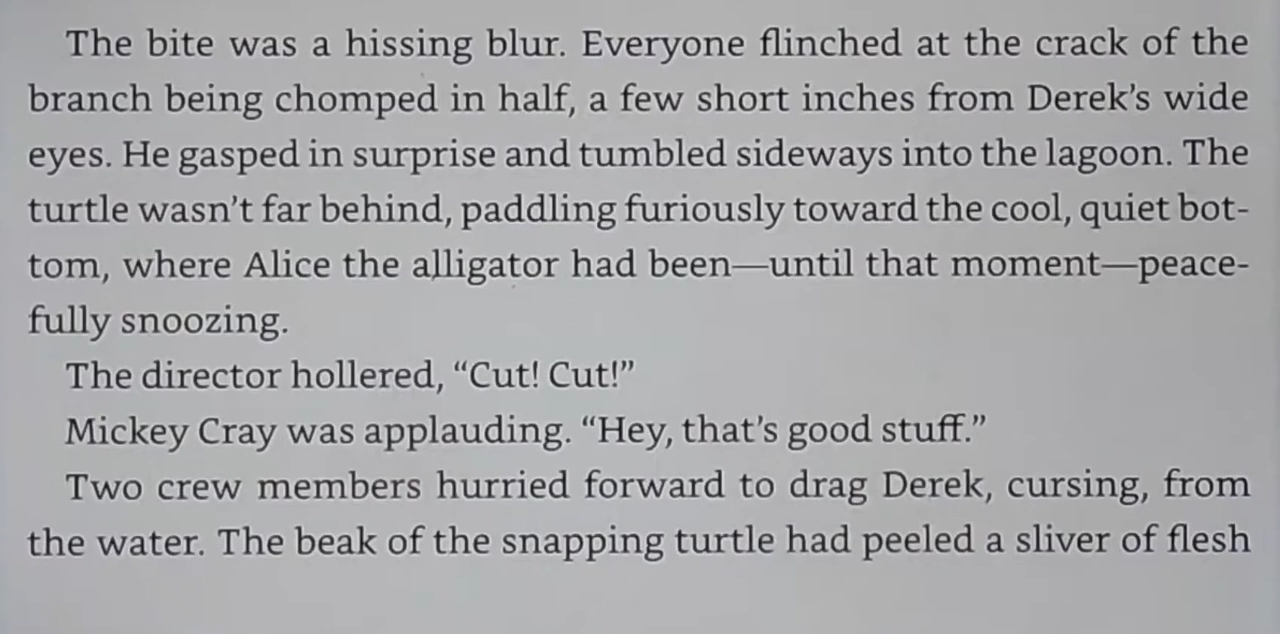 The bite was a hissing blur. Everyone flinched at the crack of the
branch being chomped in half, a few short inches from Derek’s wide
eyes. He gasped in surprise and tumbled sideways into the lagoon. The
turtle wasn’t far behind, paddling furiously toward the cool, quiet bot-
tom, where Alice the alligator had been—until that moment—peace-
fully snoozing.
The director hollered, “Cut! Cut!”
Mickey Cray was applauding. “Hey, that’s good stuff.”
Two crew members hurried forward to drag Derek, cursing, from
the water. The beak of the snapping turtle had peeled a sliver of flesh